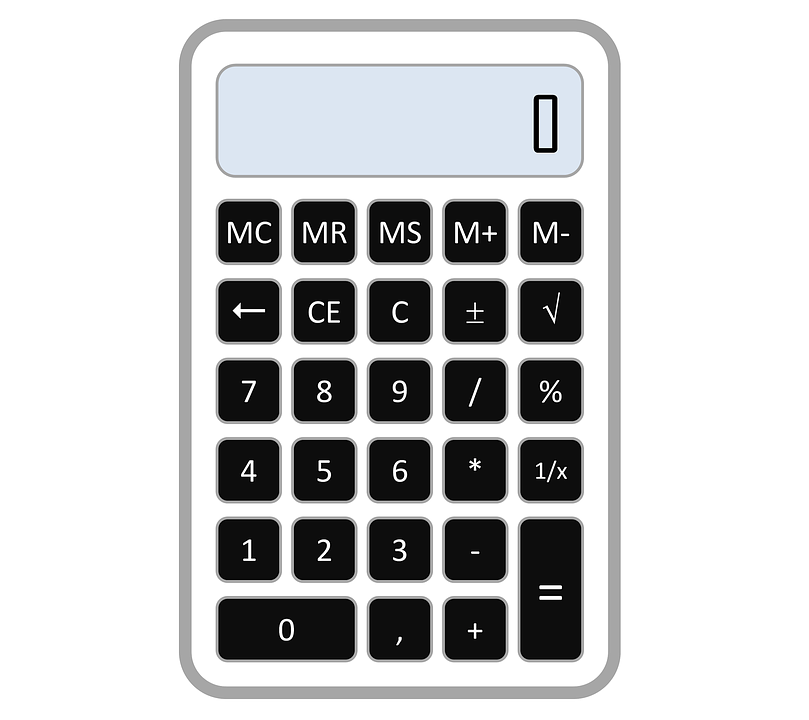 0
MC MR MS M+ M-
← CE C ± √
7 8 9 / %
4 5 6 * 1/x
1 2 3 -
=
0 , +